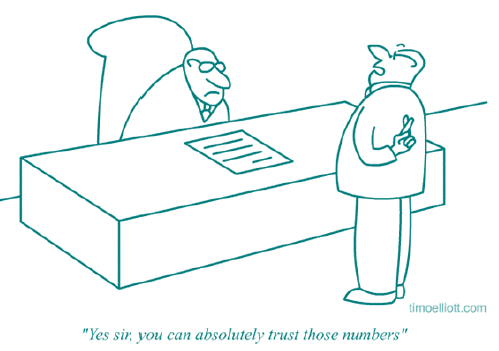 timoelliott.com
"Yes sir, you can absolutely trust those numbers"